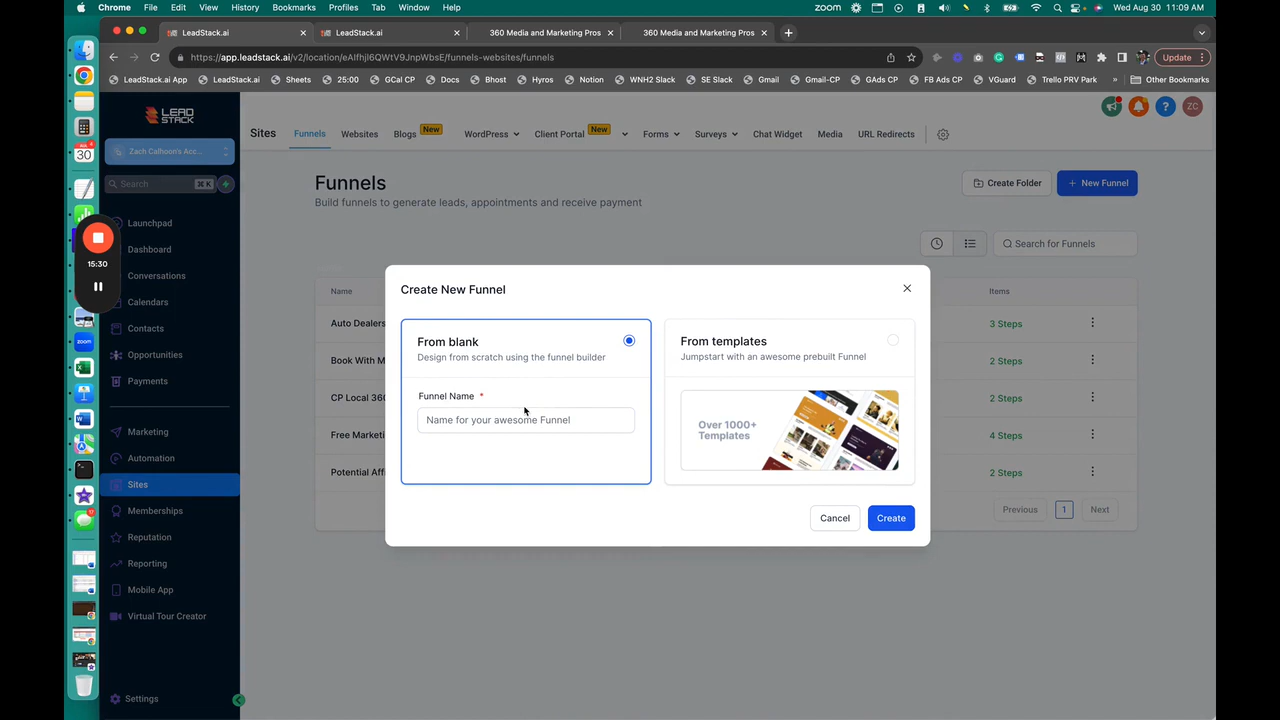 Chrome File Edit View History Bookmarks Profiles Tab Window Help
zoom
Wed Aug 30 11:09 AM
LeadStack.ai
LeadStack.ai
360 Media and Marketing Pros
360 Media and Marketing Pros
https://app.leadstack.ai/v2/location/eAIfhjl6QWtV9JnpWbsE/funnels-websites/funnels
Update
LeadStack.ai App
LeadStack.ai
Sheets
25:00
GCal CP
Docs
Bhost
Hyros
Notion
WNH2 Slack
SE Slack
Gmail
Gmail-CP
GAds CP
FB Ads CP
VGuard
Trello PRV Park
»
Other Bookmarks
LEAD
STACK
Zach Calhoun's Acc...
Search
⌘ K
Launchpad
Dashboard
Conversations
Calendars
Contacts
Opportunities
Payments
Marketing
Automation
Sites
Memberships
Reputation
Reporting
Mobile App
Virtual Tour Creator
Settings
30
15:30
zoom
17
ZC
Sites
Funnels
Websites
Blogs New
WordPress
Client Portal New
Forms
Surveys
Chat Widget
Media
URL Redirects
Funnels
Build funnels to generate leads, appointments and receive payment
Create Folder
+ New Funnel
Search for Funnels
Name
Items
Auto Dealers
3 Steps
Book With M
2 Steps
CP Local 360
2 Steps
Free Marketi
4 Steps
Potential Aff
2 Steps
Previous
1
Next
Create New Funnel
From blank
Design from scratch using the funnel builder
Funnel Name *
Name for your awesome Funnel
From templates
Jumpstart with an awesome prebuilt Funnel
Over 1000+
Templates
Cancel
Create